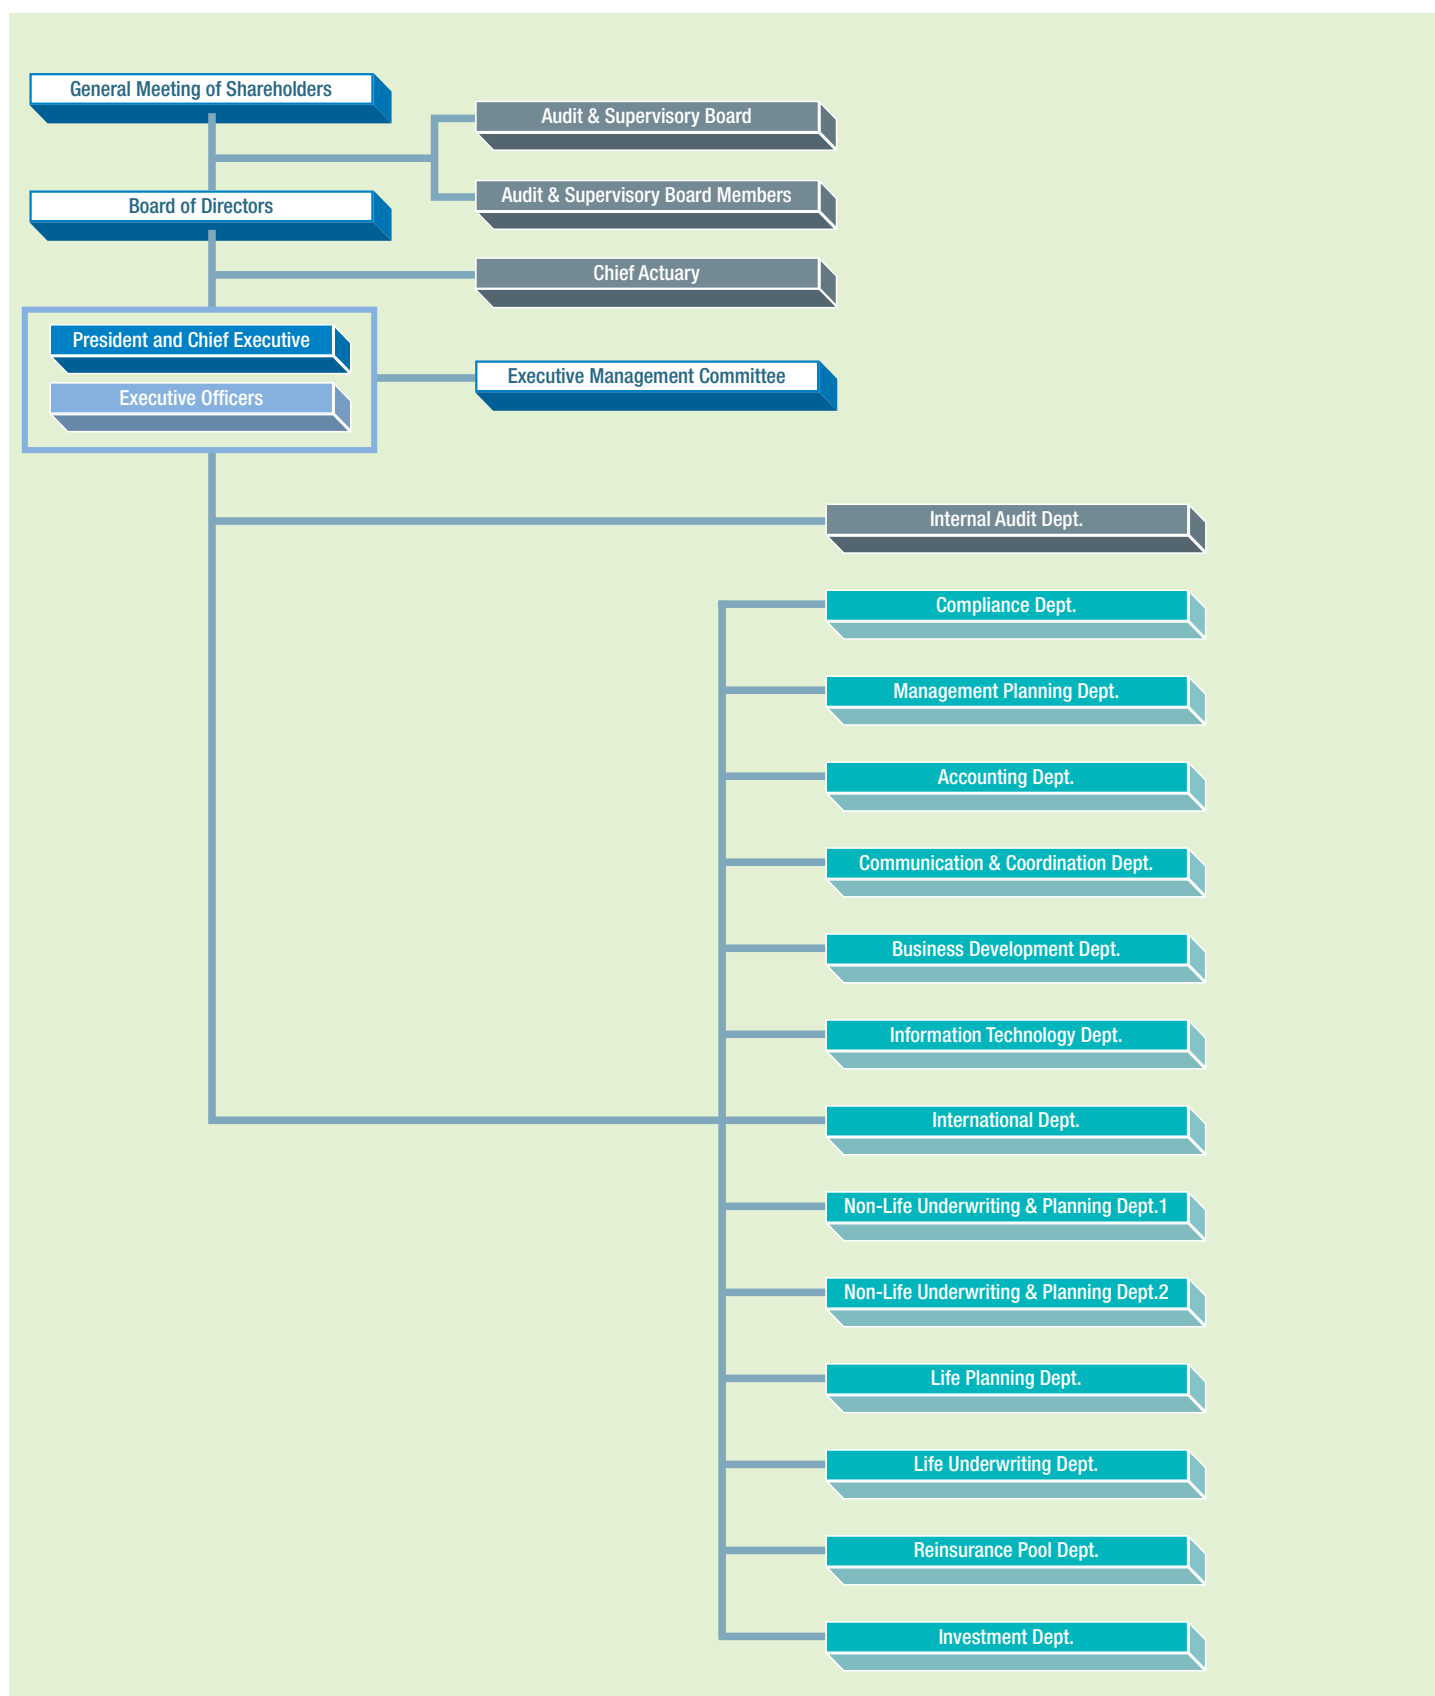 General Meeting of Shareholders
Audit & Supervisory Board
Audit & Supervisory Board Members
Board of Directors
Chief Actuary
President and Chief Executive
Executive Officers
Executive Management Committee
Internal Audit Dept.
Compliance Dept.
Management Planning Dept.
Accounting Dept.
Communication & Coordination Dept.
Business Development Dept.
Information Technology Dept.
International Dept.
Non-Life Underwriting & Planning Dept.1
Non-Life Underwriting & Planning Dept.2
Life Planning Dept.
Life Underwriting Dept.
Reinsurance Pool Dept.
Investment Dept.